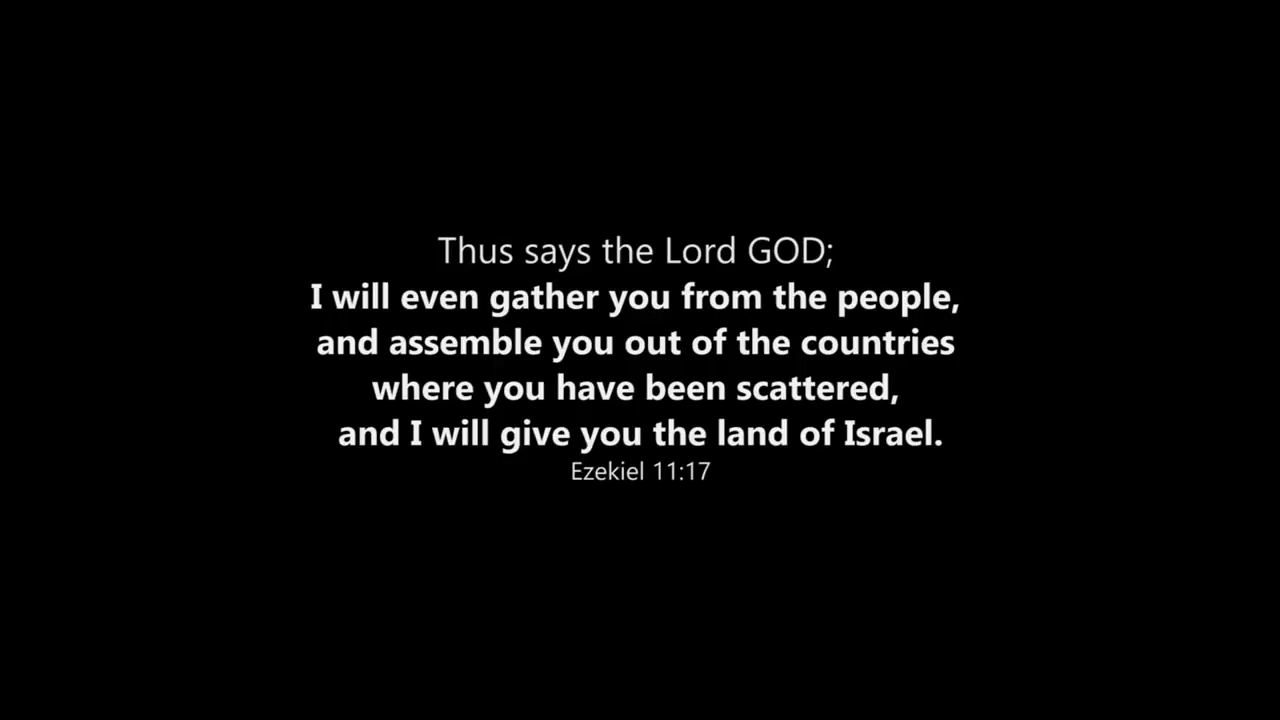 Thus says the Lord GOD;
I will even gather you from the people,
and assemble you out of the countries
where you have been scattered,
and I will give you the land of Israel.
Ezekiel 11:17